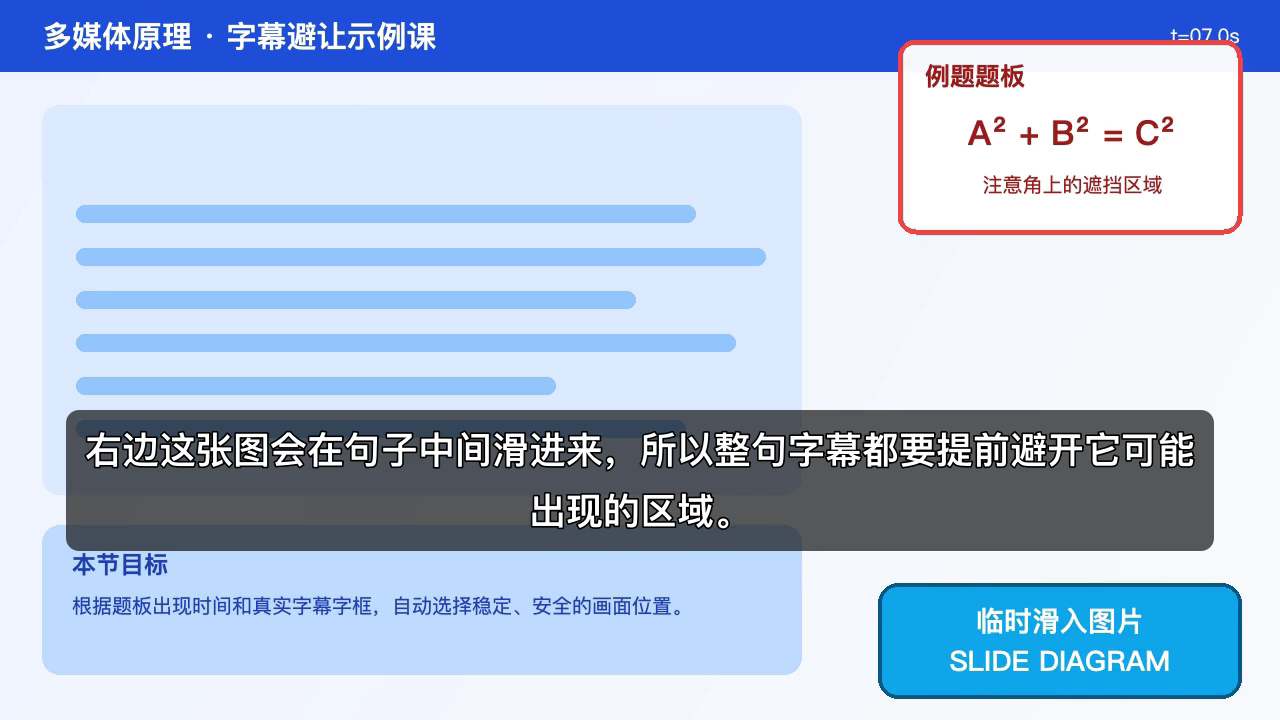 多媒体原理 · 字幕避让示例课
t=07.0s
例题题板
A² + B² = C²
注意角上的遮挡区域
右边这张图会在句子中间滑进来，所以整句字幕都要提前避开它可能
出现的区域。
本节目标
根据题板出现时间和真实字幕字框，自动选择稳定、安全的画面位置。
临时滑入图片
SLIDE DIAGRAM